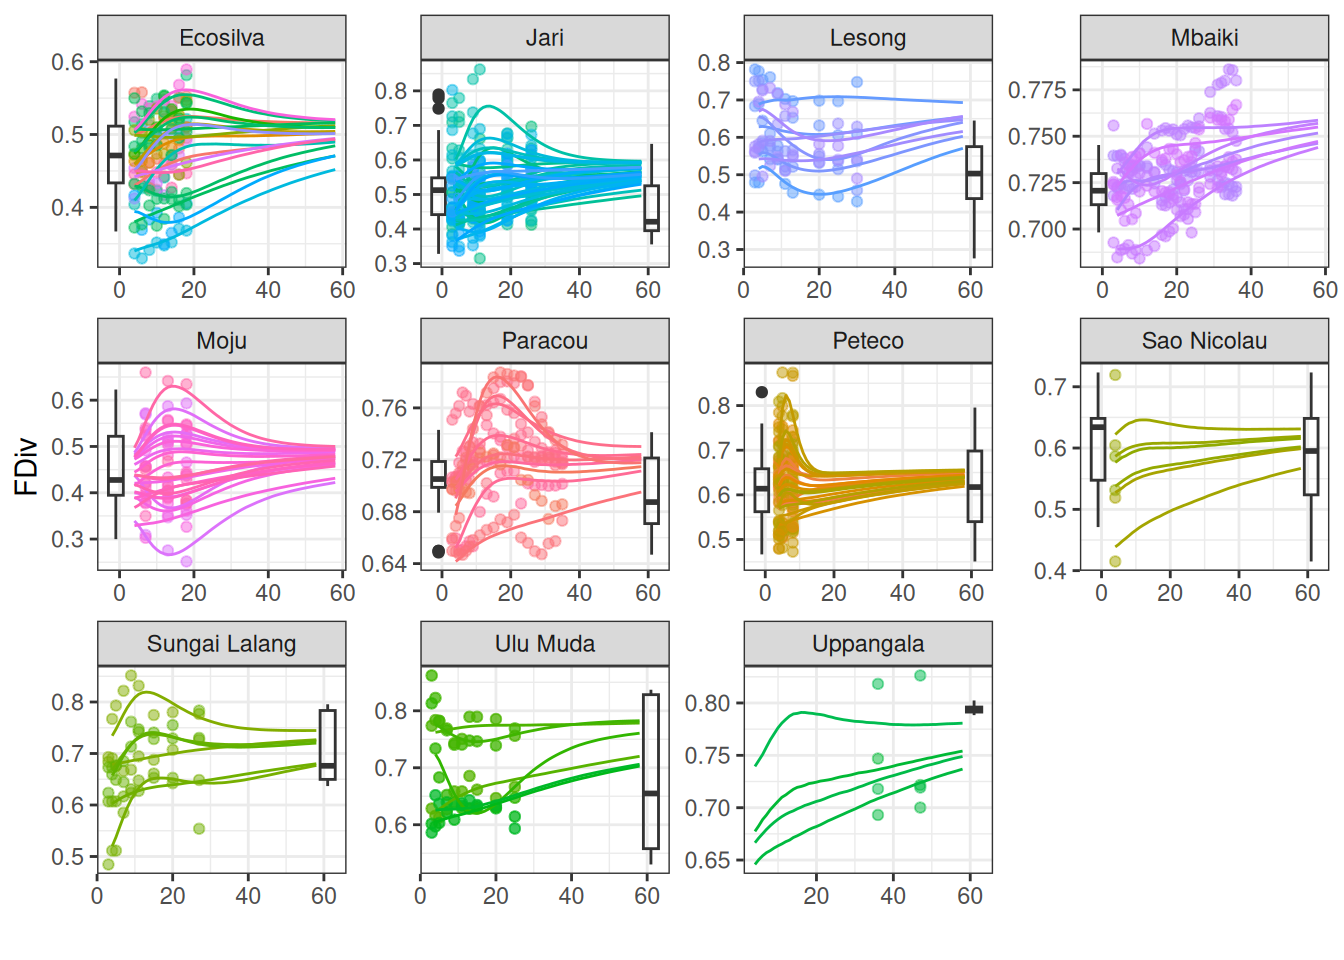 Ecosilva Jari Lesong Mbaiki
0.6 0.5 0.4
0.8 0.7 0.6 0.5 0.4 0.3
0.8 0.7 0.6 0.5 0.4 0.3
0.775 0.750 0.725 0.700
0 20 40 60 0 20 40 60 0 20 40 60 0 20 40 60
FDiv
Moju Paracou Peteco Sao Nicolau
0.6 0.5 0.4 0.3
0.76 0.72 0.68 0.64
0.8 0.7 0.6 0.5
0.7 0.6 0.5 0.4
0 20 40 60 0 20 40 60 0 20 40 60 0 20 40 60
Sungai Lalang Ulu Muda Uppangala
0.8 0.7 0.6 0.5
0.8 0.7 0.6
0.80 0.75 0.70 0.65
0 20 40 60 0 20 40 60 20 40 60